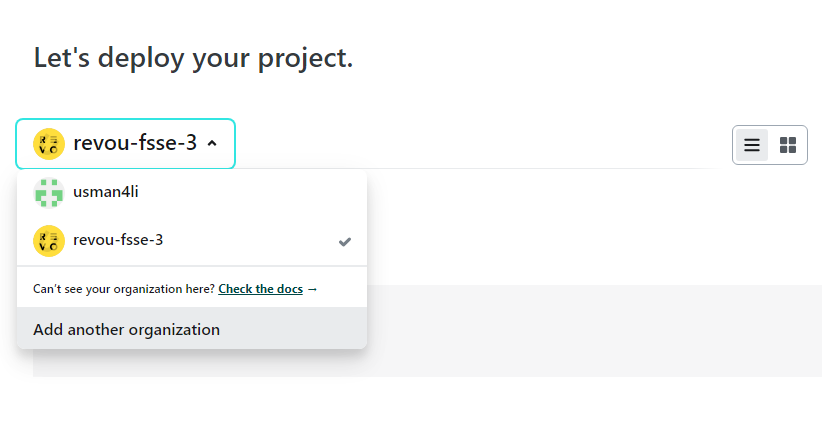 Let's deploy your project.
revou-fsse-3
usman4li
revou-fsse-3
Can't see your organization here? Check the docs →
Add another organization